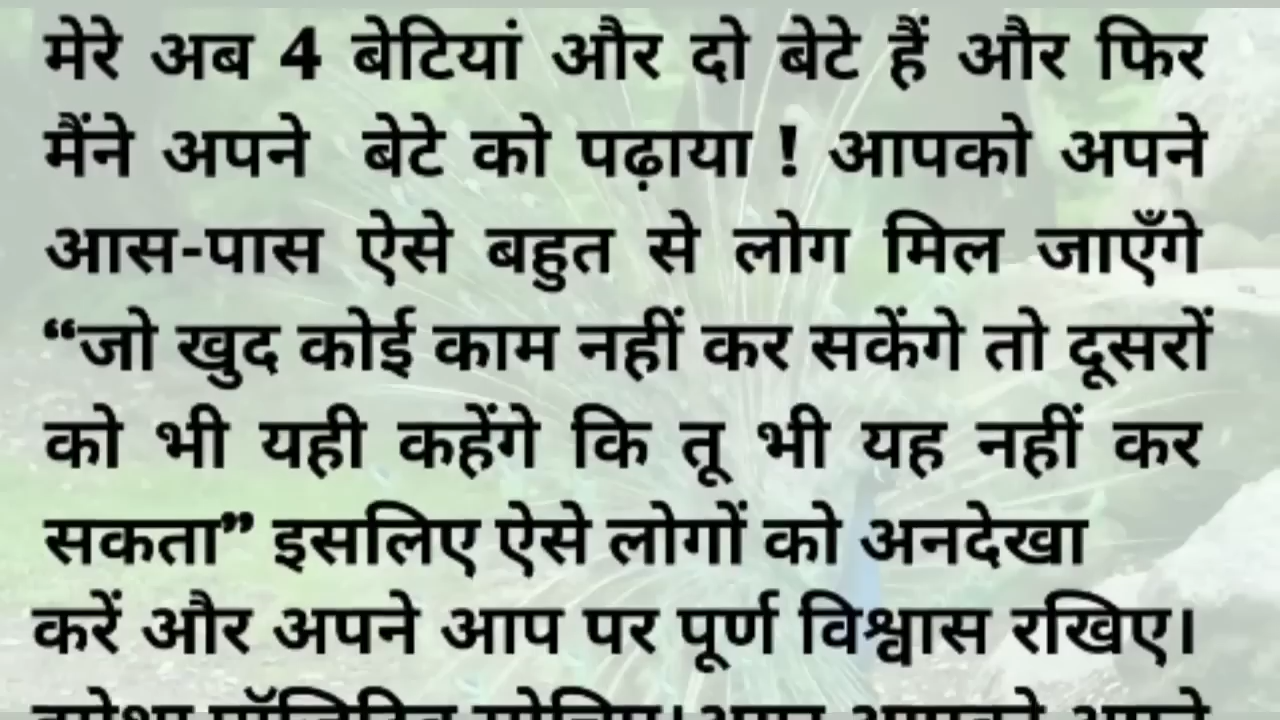 मेरे अब 4 बेटियां और दो बेटे हैं और फिर
मैंने अपने बेटे को पढ़ाया ! आपको अपने
आस-पास ऐसे बहुत से लोग मिल जाएँगे
“जो खुद कोई काम नहीं कर सकेंगे तो दूसरों
को भी यही कहेंगे कि तू भी यह नहीं कर
सकता” इसलिए ऐसे लोगों को अनदेखा
करें और अपने आप पर पूर्ण विश्वास रखिए।